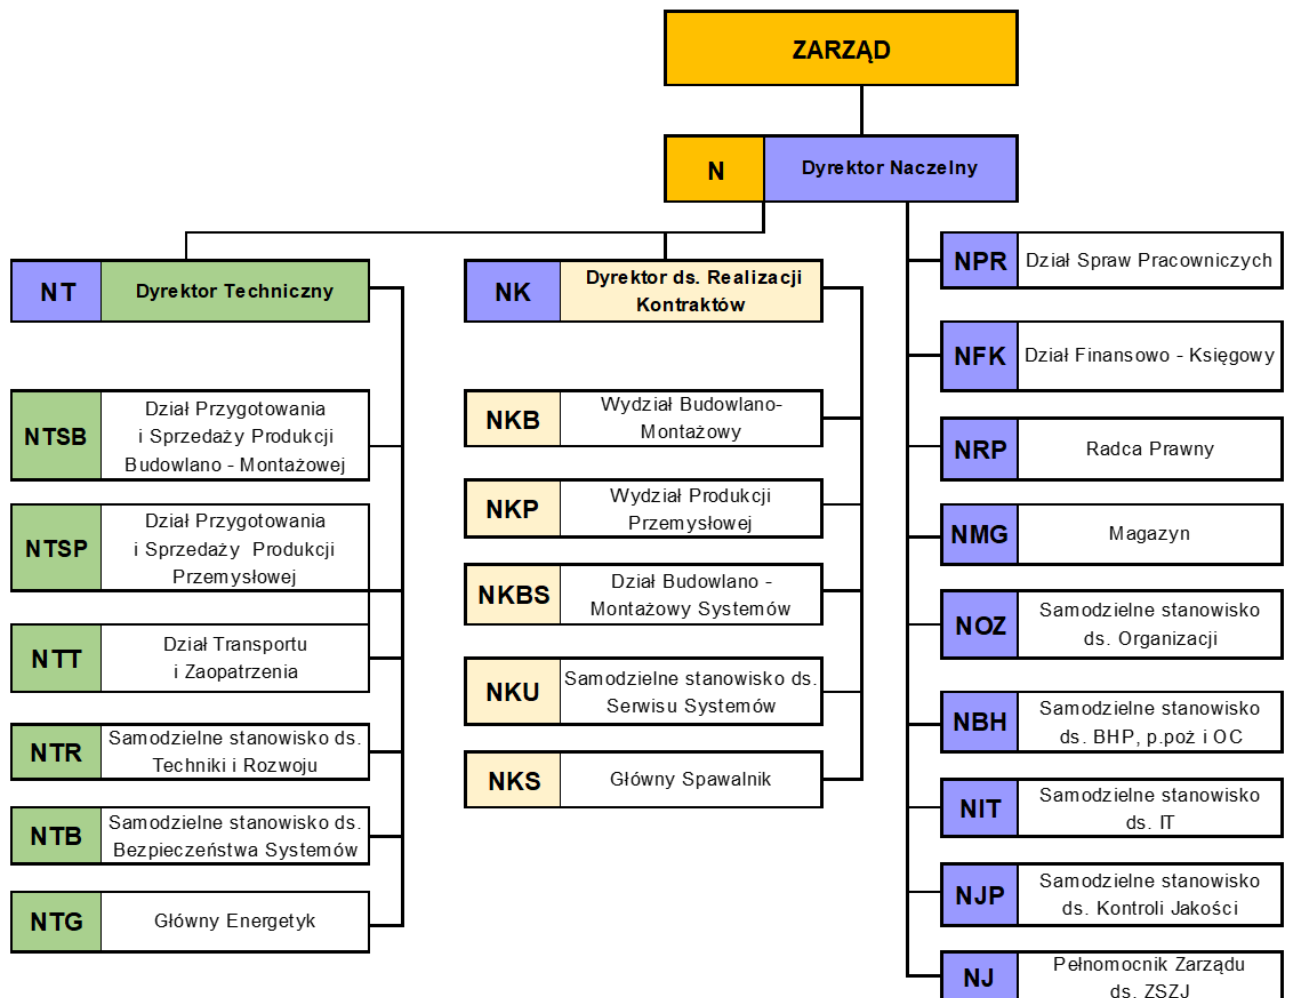 ZARZĄD
N
Dyrektor Naczelny
NT
Dyrektor Techniczny
NTSB
Dział Przygotowania
i Sprzedaży Produkcji
Budowlano - Montażowej
NTSP
Dział Przygotowania
i Sprzedaży Produkcji
Przemysłowej
NTT
Dział Transportu
i Zaopatrzenia
NTR
Samodzielne stanowisko ds.
Techniki i Rozwoju
NTB
Samodzielne stanowisko ds.
Bezpieczeństwa Systemów
NTG
Główny Energetyk
NK
Dyrektor ds. Realizacji
Kontraktów
NKB
Wydział Budowlano-
Montażowy
NKP
Wydział Produkcji
Przemysłowej
NKBS
Dział Budowlano -
Montażowy Systemów
NKU
Samodzielne stanowisko ds.
Serwisu Systemów
NKS
Główny Spawalnik
NPR
Dział Spraw Pracowniczych
NFK
Dział Finansowo - Księgowy
NRP
Radca Prawny
NMG
Magazyn
NOZ
Samodzielne stanowisko
ds. Organizacji
NBH
Samodzielne stanowisko
ds. BHP, p.poż i OC
NIT
Samodzielne stanowisko
ds. IT
NJP
Samodzielne stanowisko
ds. Kontroli Jakości
NJ
Pełnomocnik Zarządu
ds. ZSZJ